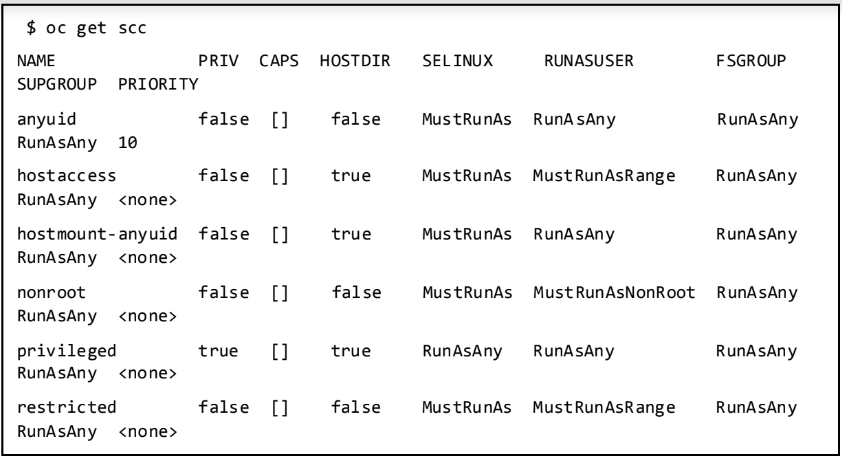 $ oc get scc
NAME PRIV CAPS HOSTDIR SELINUX RUNASUSER FSGROUP
SUPGROUP PRIORITY
anyuid false [] false MustRunAs RunAsAny RunAsAny
RunAsAny 10
hostaccess false [] true MustRunAs MustRunAsRange RunAsAny
RunAsAny <none>
hostmount-anyuid false [] true MustRunAs RunAsAny RunAsAny
RunAsAny <none>
nonroot false [] false MustRunAs MustRunAsNonRoot RunAsAny
RunAsAny <none>
privileged true [] true RunAsAny RunAsAny RunAsAny
RunAsAny <none>
restricted false [] false MustRunAs MustRunAsRange RunAsAny
RunAsAny <none>